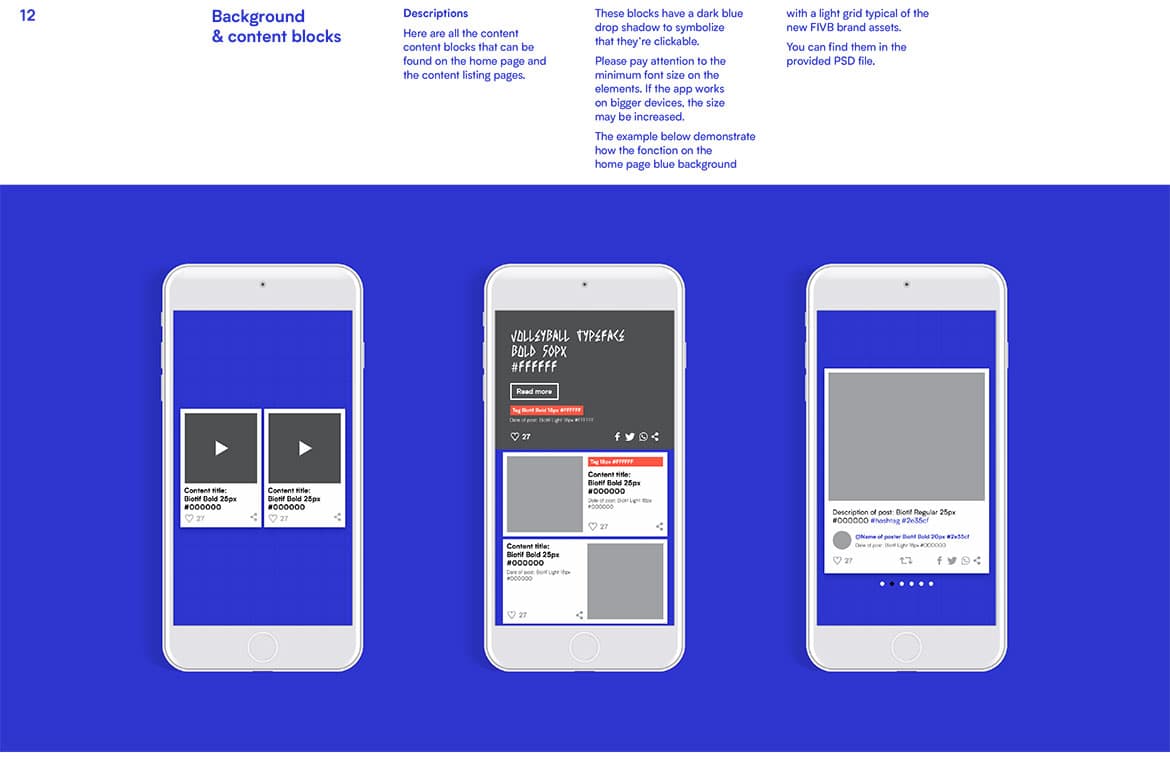 12
Background
& content blocks
Descriptions
Here are all the content
content blocks that can be
found on the home page and
the content listing pages.
These blocks have a dark blue
drop shadow to symbolize
that they're clickable.
Please pay attention to the
minimum font size on the
elements. If the app works
on bigger devices, the size
may be increased.
The example below demonstrate
how the fonction on the
home page blue background
with a light grid typical of the
new FIVB brand assets.
You can find them in the
provided PSD file.
Content title:
Biotif Bold 25px
#000000
27
Content title:
Biotif Bold 25px
#000000
27
VOLLEYBALL TYPEFACE
BOLD 50PX
#FFFFFF
Read more
Tag Biotif Bold 18px #FFFFFF
Date of post: Biotif Light 18px #FFFFFF
27
Tag 18px #FFFFFF
Content title:
Biotif Bold 25px
#000000
Date of post: Biotif Light 18px
#000000
27
Content title:
Biotif Bold 25px
#000000
Date of post: Biotif Light 18px
#000000
27
Description of post: Biotif Regular 25px
#000000 #hashtag #2e35cf
@Name of poster Biotif Bold 20px #2e35cf
Date of post: Biotif Light 18px #000000
27